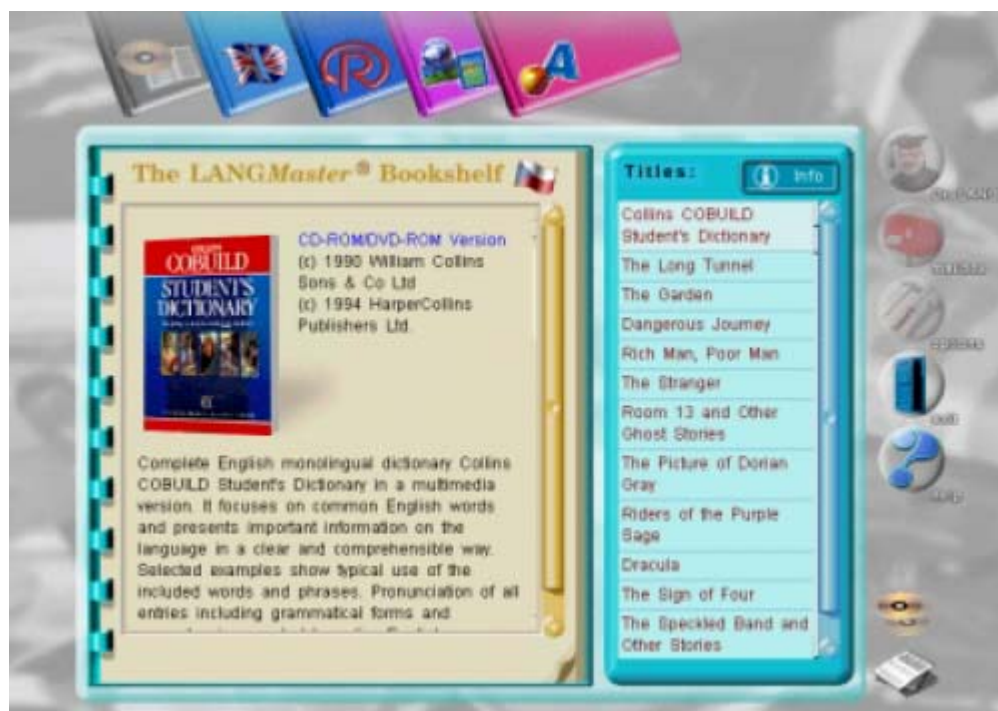 The LANGMaster® Bookshelf
COBUILD
STUDENT'S
DICTIONARY
CD-ROM/DVD-ROM Version
(c) 1990 William Collins
Sons & Co Ltd
(c) 1994 HarperCollins
Publishers Ltd.
Complete English monolingual dictionary Collins
COBUILD Student's Dictionary in a multimedia
version. It focuses on common English words
and presents important information on the
language in a clear and comprehensible way.
Selected examples show typical use of the
included words and phrases. Pronunciation of all
entries including grammatical forms and
Titles:
Info
Collins COBUILD
Student's Dictionary
The Long Tunnel
The Garden
Dangerous Journey
Rich Man, Poor Man
The Stranger
Room 13 and Other
Ghost Stories
The Picture of Dorian
Gray
Riders of the Purple
Sage
Dracula
The Sign of Four
The Speckled Band and
Other Stories
options
exit
help